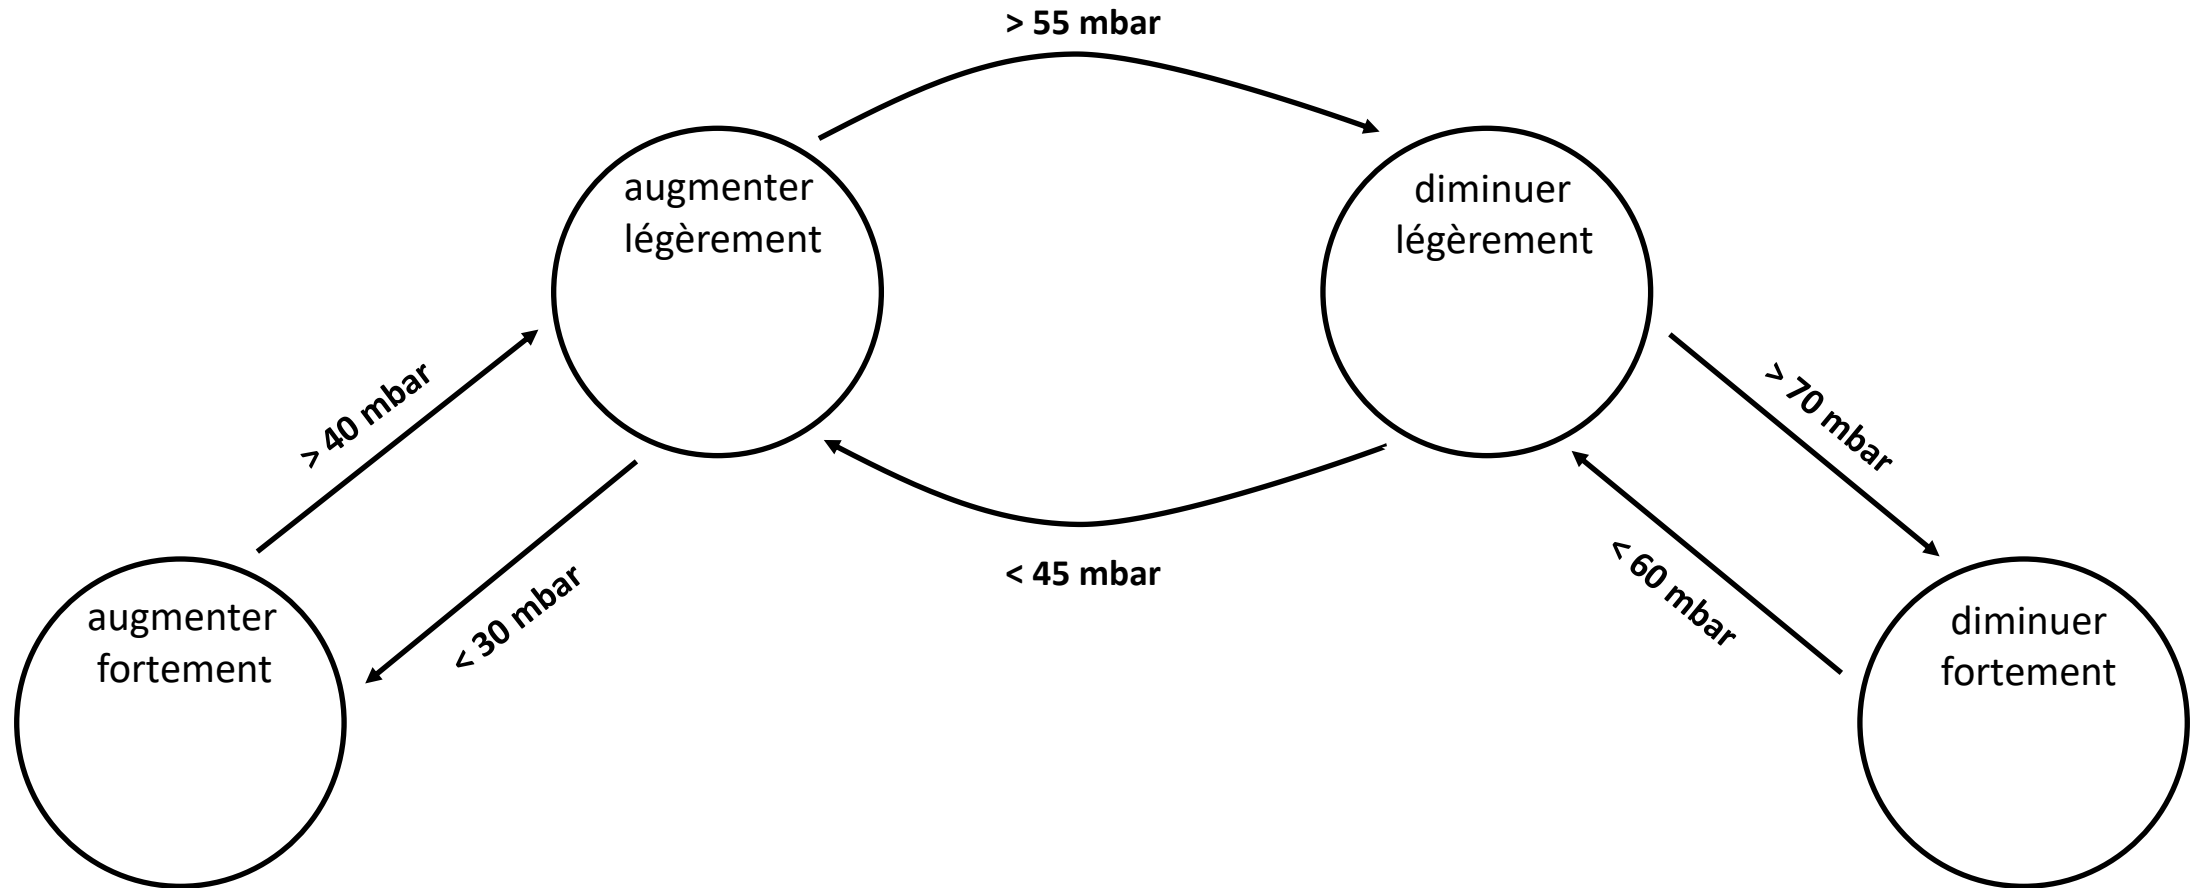 > 55 mbar
augmenter
légèrement
diminuer
légèrement
> 40 mbar
> 70 mbar
< 30 mbar
< 45 mbar
< 60 mbar
augmenter
fortement
diminuer
fortement